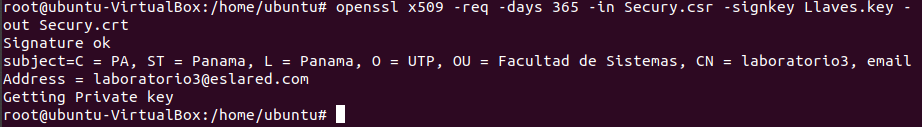 root@ubuntu-VirtualBox:/home/ubuntu# openssl x509 -req -days 365 -in Secury.csr -signkey Llaves.key -
out Secury.crt
Signature ok
subject=C = PA, ST = Panama, L = Panama, O = UTP, OU = Facultad de Sistemas, CN = laboratorio3, email
Address = laboratorio3@eslared.com
Getting Private key
root@ubuntu-VirtualBox:/home/ubuntu#